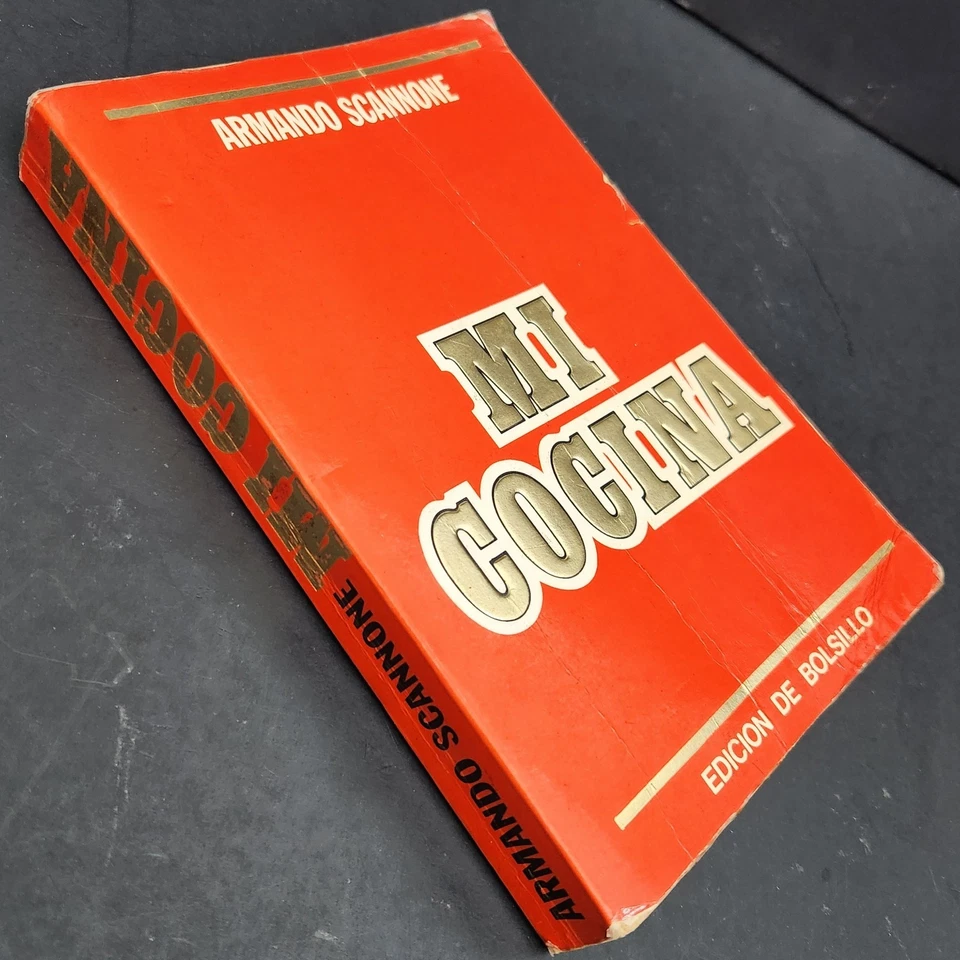 ARMANDO SCANNONE
MI
COCINA
EDICION DE BOLSILLO
ARMANDO SCANNONE MI COCINA